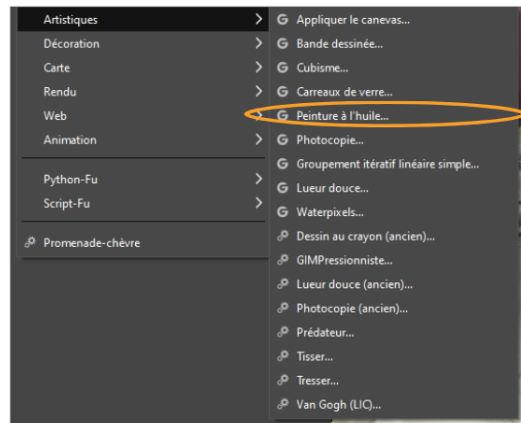 Artistiques
Décoration
Carte
Rendu
Web
Animation
Python-Fu
Script-Fu
Promenade-chèvre
Appliquer le canevas...
Bande dessinée...
Cubisme...
Carreaux de verre...
Peinture à l'huile...
Photocopie...
Groupement itératif linéaire simple...
Lueur douce...
Waterpixels...
Dessin au crayon (ancien)...
GIMPressionniste...
Lueur douce (ancien)...
Photocopie (ancien)...
Prédateur...
Tisser...
Tresser...
Van Gogh (LIC)...